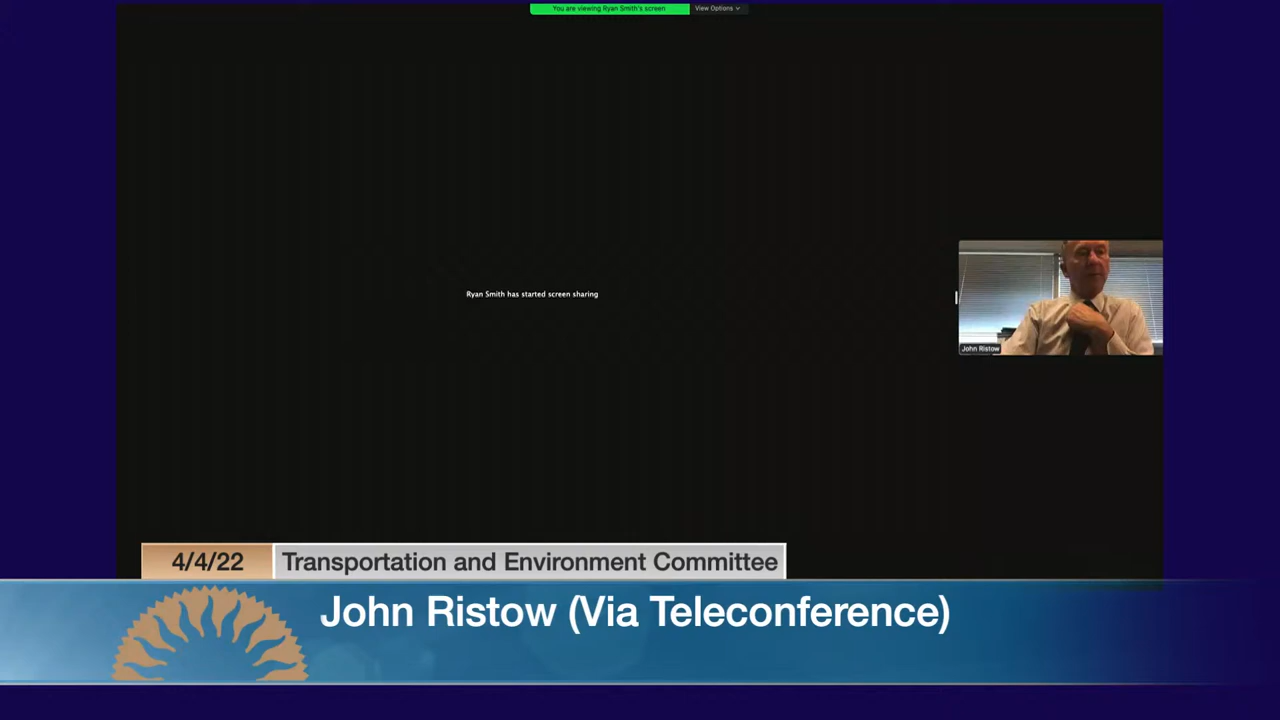 You are viewing Ryan Smith's screen
View Options
Ryan Smith has started screen sharing
John Ristow
4/4/22
Transportation and Environment Committee
John Ristow (Via Teleconference)